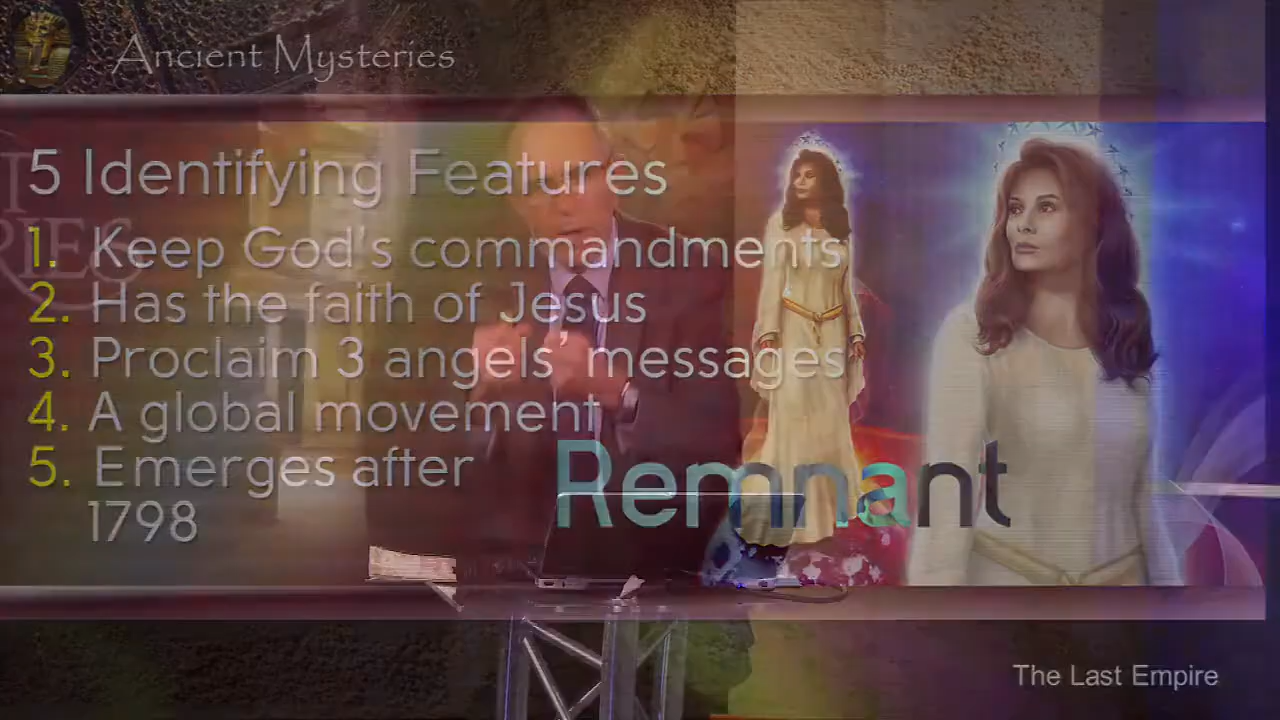 Ancient Mysteries
5 Identifying Features
1. Keep God's commandments
2. Has the faith of Jesus
3. Proclaim 3 angels' messages
4. A global movement
5. Emerges after
1798
Remnant
The Last Empire